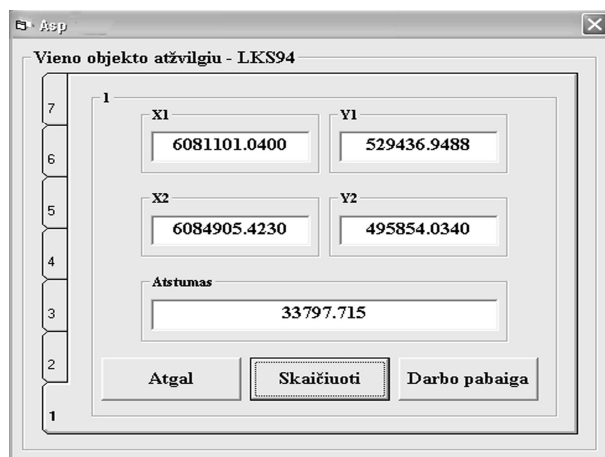 Asp
Vieno objekto atžvilgiu - LKS94
7
6
5
4
3
2
1
1
X1
Y1
6081101.0400
529436.9488
X2
Y2
6084905.4230
495854.0340
Atstumas
33797.715
Atgal
Skaičiuoti
Darbo pabaiga